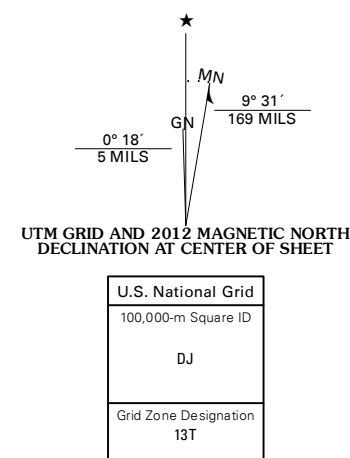 MN
9° 31´
169 MILS
GN
0° 18´
5 MILS
UTM GRID AND 2012 MAGNETIC NORTH
DECLINATION AT CENTER OF SHEET
U.S. National Grid
100,000-m Square ID
DJ
Grid Zone Designation
13T